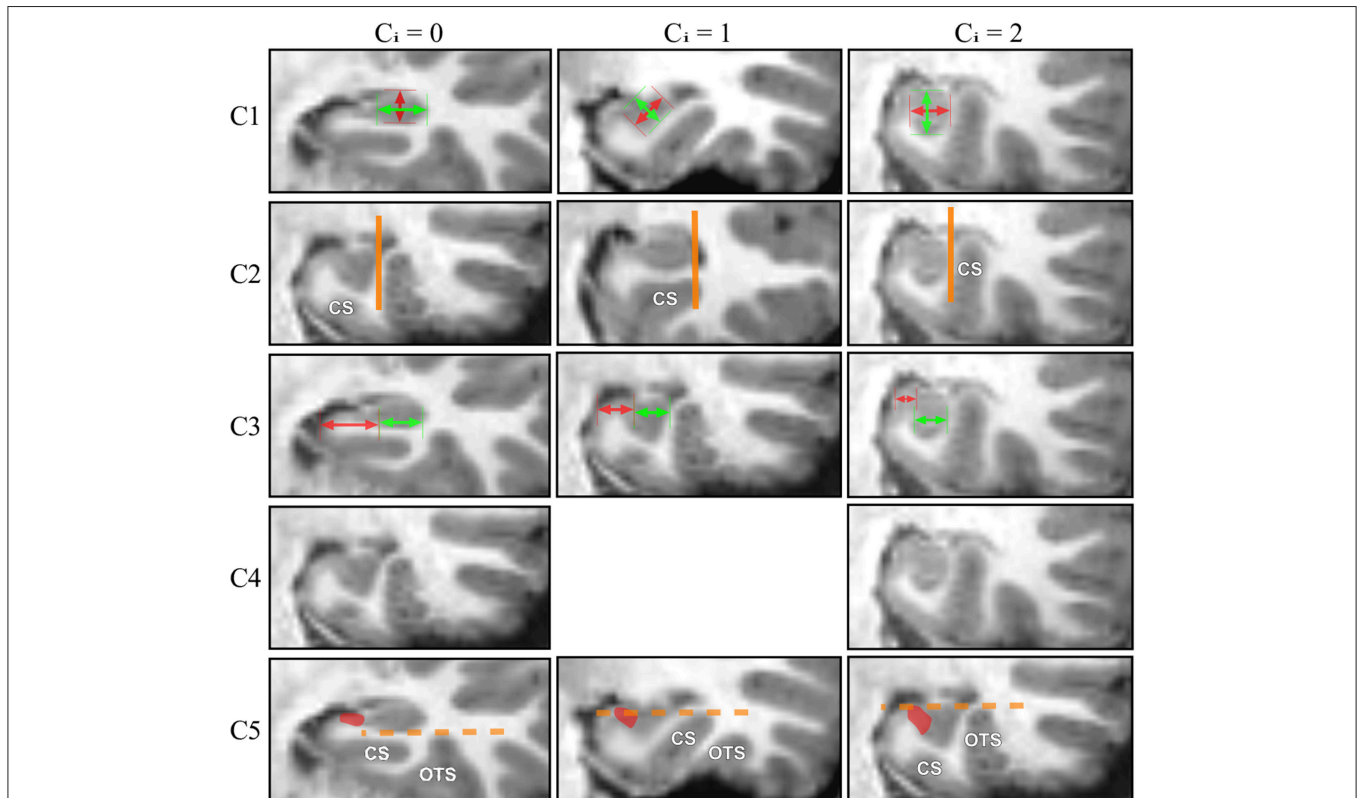 Cᵢ = 0 Cᵢ = 1 Cᵢ = 2
C1
C2 CS CS CS
C3
C4
C5 CS OTS CS OTS CS OTS